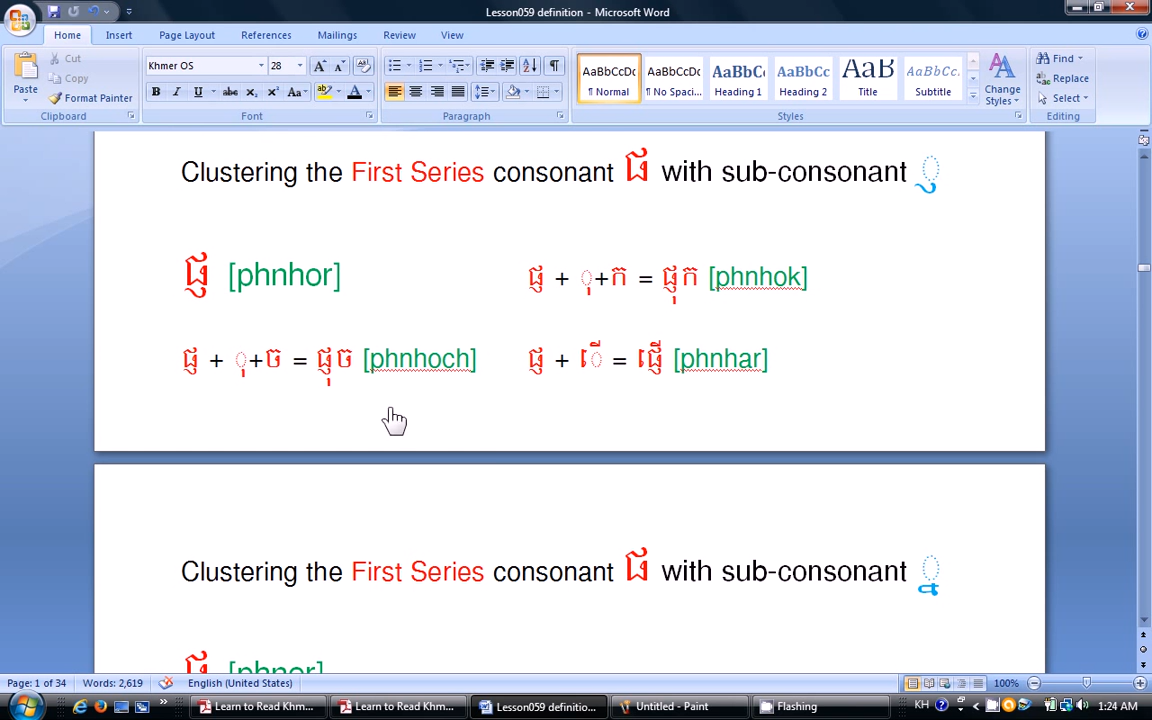 Lesson059 definition - Microsoft Word
Home Insert Page Layout References Mailings Review View
Paste Cut Copy Format Painter Clipboard
Khmer OS 28 Font
Paragraph
AaBbCcDc ¶ Normal AaBbCcDc ¶ No Spaci... AaBbCc Heading 1 AaBbCc Heading 2 AaB Title AaBbCc. Subtitle Change Styles Styles
Find Replace Select Editing
Clustering the First Series consonant ផ with sub-consonant ្ញ
ផ្ញ [phnhor] ផ្ញ + ុ+ក = ផ្ញុក [phnhok]
ផ្ញ + ុ+ច = ផ្ញុច [phnhoch] ផ្ញ + ើ = ផ្ញើ [phnhar]
Clustering the First Series consonant ផ with sub-consonant ្ន
ផ្ន [phnor]
Page: 1 of 34 Words: 2,619 English (United States) 100%
Learn to Read Khm... Learn to Read Khm... Lesson059 definitio... Untitled - Paint Flashing KH 1:24 AM